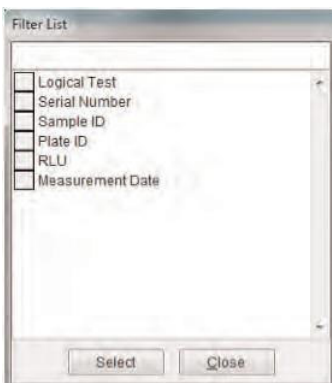 Filter List
Logical Test
Serial Number
Sample ID
Plate ID
RLU
Measurement Date
Select
Close